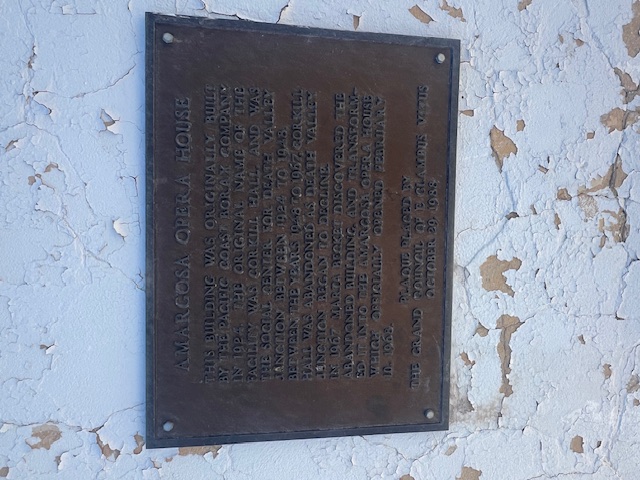 AMARGOSA OPERA HOUSE
THIS BUILDING WAS ORIGINALLY BUILT
BY THE PACIFIC COAST BORAX COMPANY
IN 1924. THE ORIGINAL NAME OF THE
BUILDING WAS CORKILL HALL, AND WAS
THE SOCIAL CENTER FOR DEATH VALLEY
JUNCTION BETWEEN 1924 TO 1948.
BETWEEN THE YEARS 1948 TO 1967 CORKILL
HALL WAS ABANDONED AS DEATH VALLEY
JUNCTION BEGAN TO DECLINE.
IN 1967 MARTA BECKET DISCOVERED THE
ABANDONED BUILDING, AND TRANSFORM-
ED IT INTO THE AMARGOSA OPERA HOUSE
WHICH OFFICIALLY OPENED FEBRUARY
10, 1968.
PLAQUE PLACED BY
THE GRAND COUNCIL OF E CLAMPUS VITUS
OCTOBER 29, 1983.